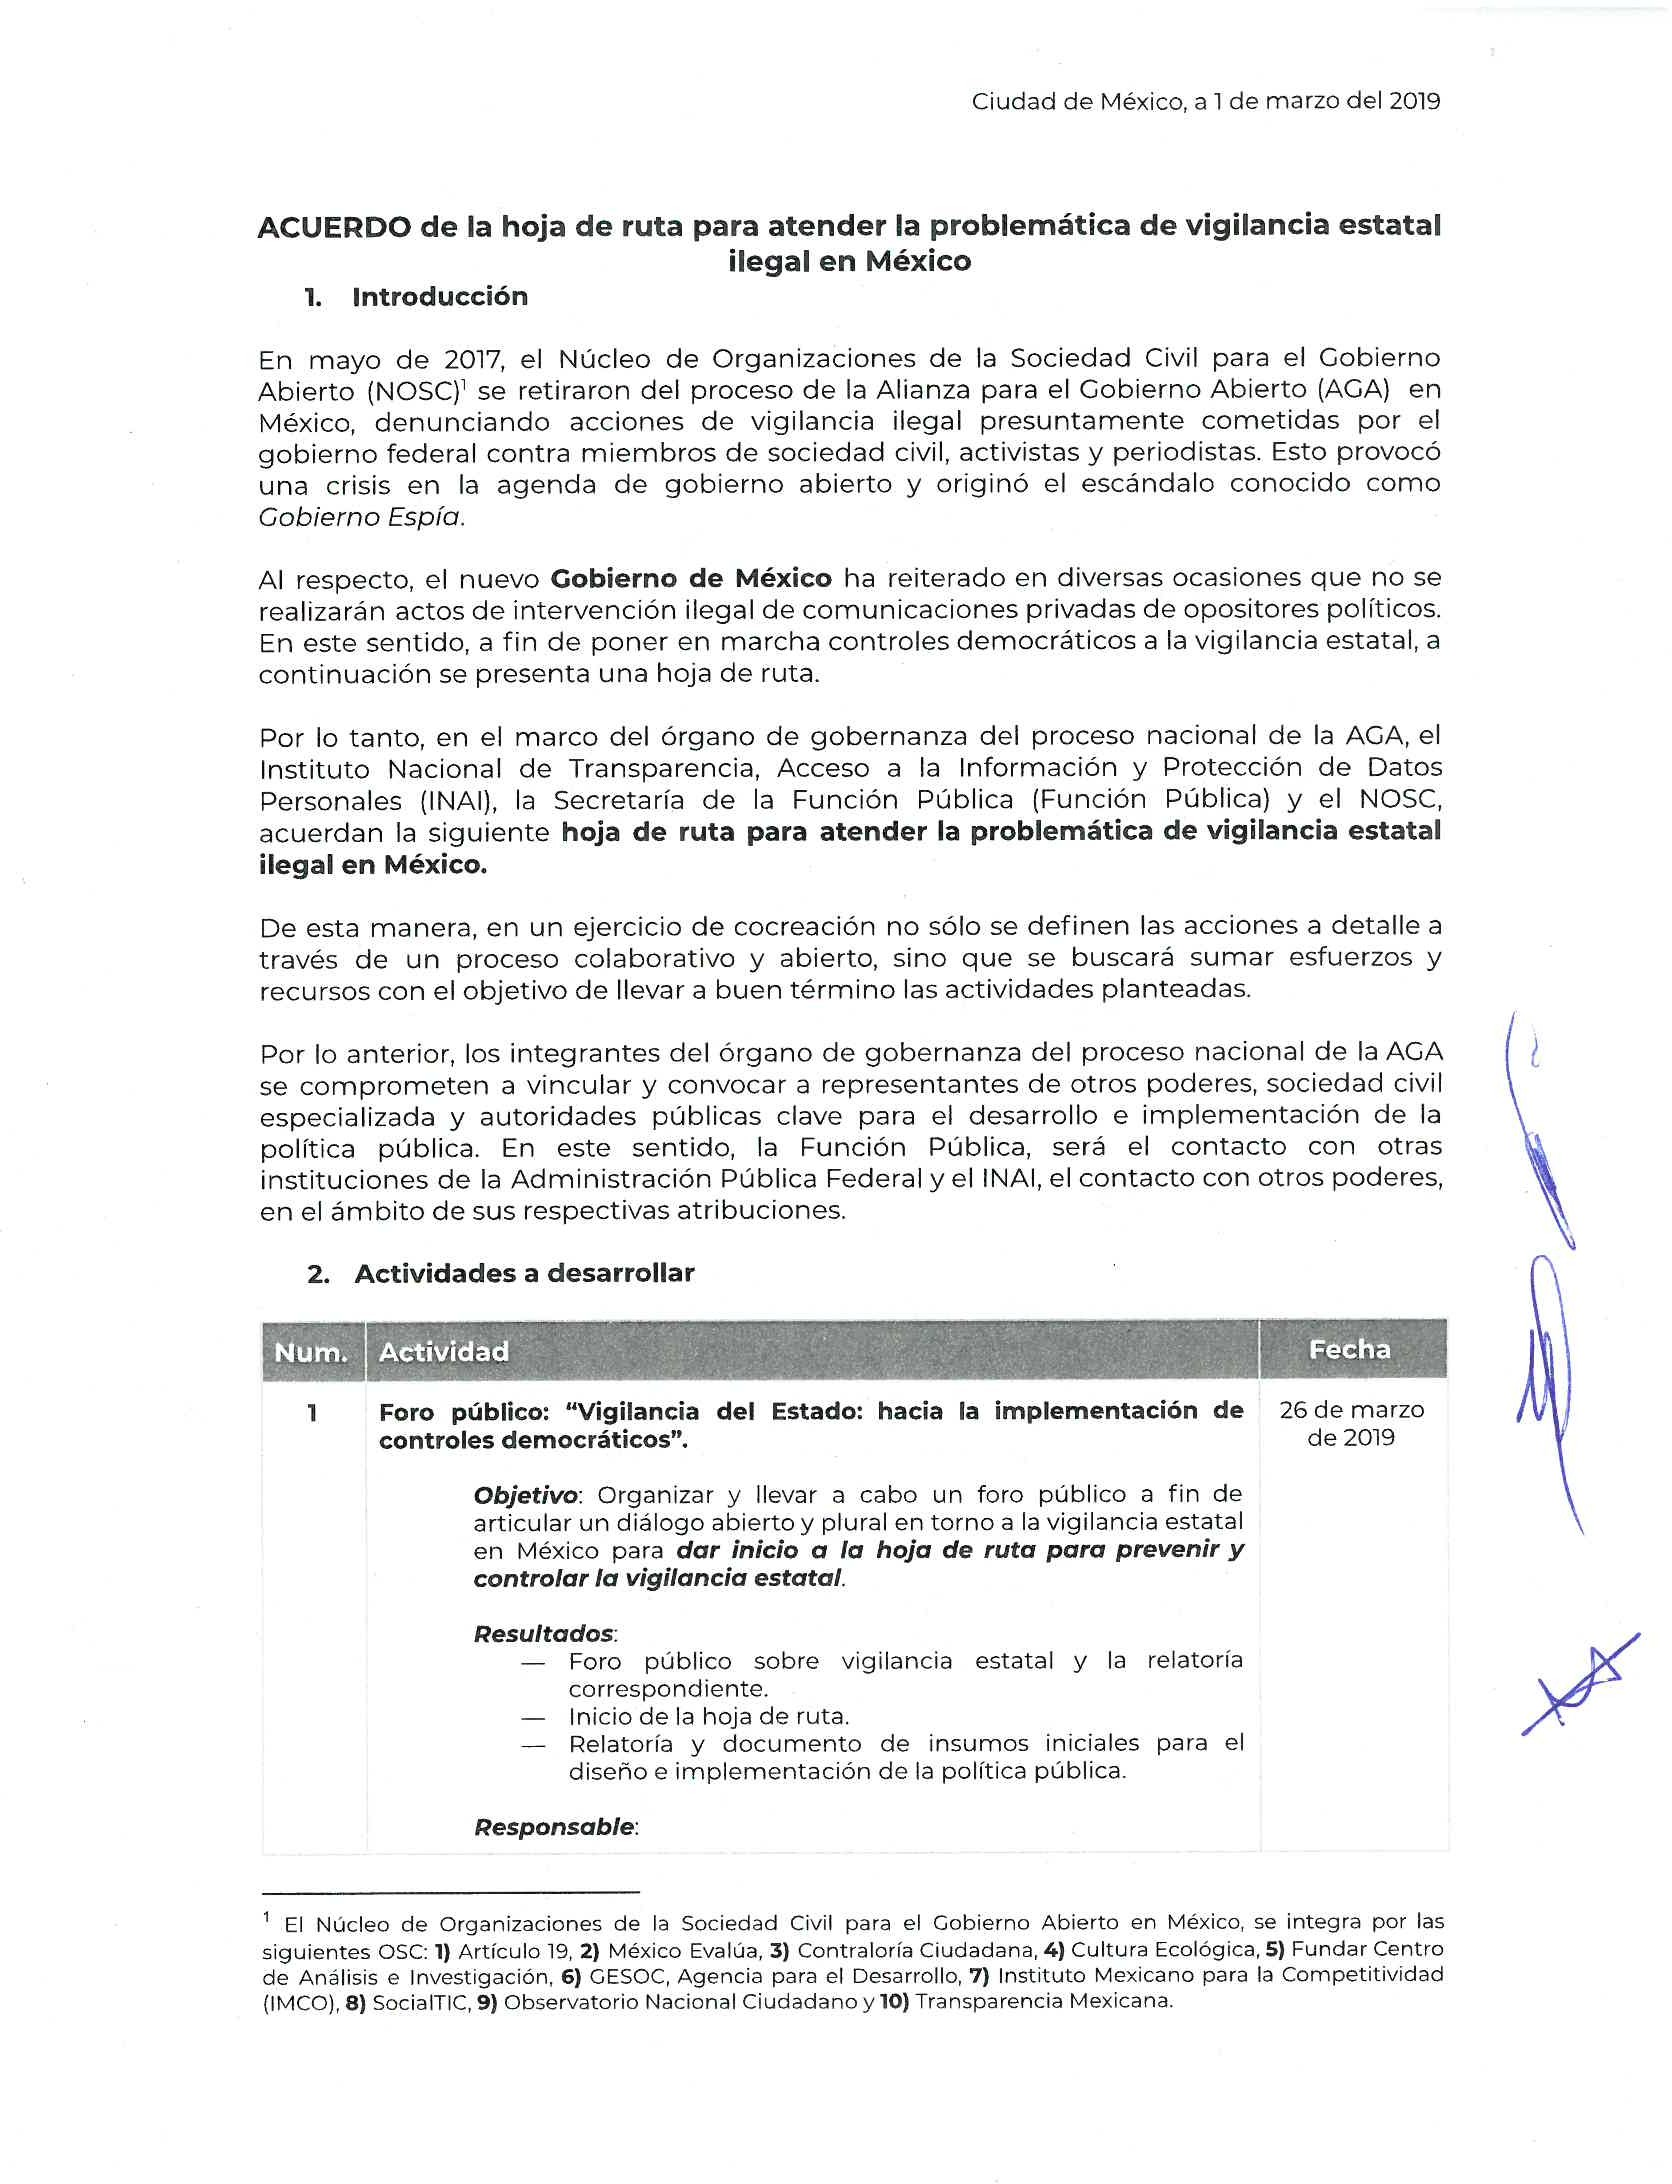 Ciudad de México, a 1 de marzo del 2019
ACUERDO de la hoja de ruta para atender la problemática de vigilancia estatal
ilegal en México
1. Introducción
En mayo de 2017, el Núcleo de Organizaciones de la Sociedad Civil para el Gobierno
Abierto (NOSC)¹ se retiraron del proceso de la Alianza para el Gobierno Abierto (AGA) en
México, denunciando acciones de vigilancia ilegal presuntamente cometidas por el
gobierno federal contra miembros de sociedad civil, activistas y periodistas. Esto provocó
una crisis en la agenda de gobierno abierto y originó el escándalo conocido como
Gobierno Espía.
Al respecto, el nuevo Gobierno de México ha reiterado en diversas ocasiones que no se
realizarán actos de intervención ilegal de comunicaciones privadas de opositores políticos.
En este sentido, a fin de poner en marcha controles democráticos a la vigilancia estatal, a
continuación se presenta una hoja de ruta.
Por lo tanto, en el marco del órgano de gobernanza del proceso nacional de la AGA, el
Instituto Nacional de Transparencia, Acceso a la Información y Protección de Datos
Personales (INAI), la Secretaría de la Función Pública (Función Pública) y el NOSC,
acuerdan la siguiente hoja de ruta para atender la problemática de vigilancia estatal
ilegal en México.
De esta manera, en un ejercicio de cocreación no sólo se definen las acciones a detalle a
través de un proceso colaborativo y abierto, sino que se buscará sumar esfuerzos y
recursos con el objetivo de llevar a buen término las actividades planteadas.
Por lo anterior, los integrantes del órgano de gobernanza del proceso nacional de la AGA
se comprometen a vincular y convocar a representantes de otros poderes, sociedad civil
especializada y autoridades públicas clave para el desarrollo e implementación de la
política pública. En este sentido, la Función Pública, será el contacto con otras
instituciones de la Administración Pública Federal y el INAI, el contacto con otros poderes,
en el ámbito de sus respectivas atribuciones.
2. Actividades a desarrollar
Num. Actividad Fecha
1 Foro público: “Vigilancia del Estado: hacia la implementación de 26 de marzo
controles democráticos”. de 2019
Objetivo: Organizar y llevar a cabo un foro público a fin de
articular un diálogo abierto y plural en torno a la vigilancia estatal
en México para dar inicio a la hoja de ruta para prevenir y
controlar la vigilancia estatal.
Resultados:
— Foro público sobre vigilancia estatal y la relatoría
correspondiente.
— Inicio de la hoja de ruta.
— Relatoría y documento de insumos iniciales para el
diseño e implementación de la política pública.
Responsable:
¹ El Núcleo de Organizaciones de la Sociedad Civil para el Gobierno Abierto en México, se integra por las
siguientes OSC: 1) Artículo 19, 2) México Evalúa, 3) Contraloría Ciudadana, 4) Cultura Ecológica, 5) Fundar Centro
de Análisis e Investigación, 6) GESOC, Agencia para el Desarrollo, 7) Instituto Mexicano para la Competitividad
(IMCO), 8) SocialTIC, 9) Observatorio Nacional Ciudadano y 10) Transparencia Mexicana.